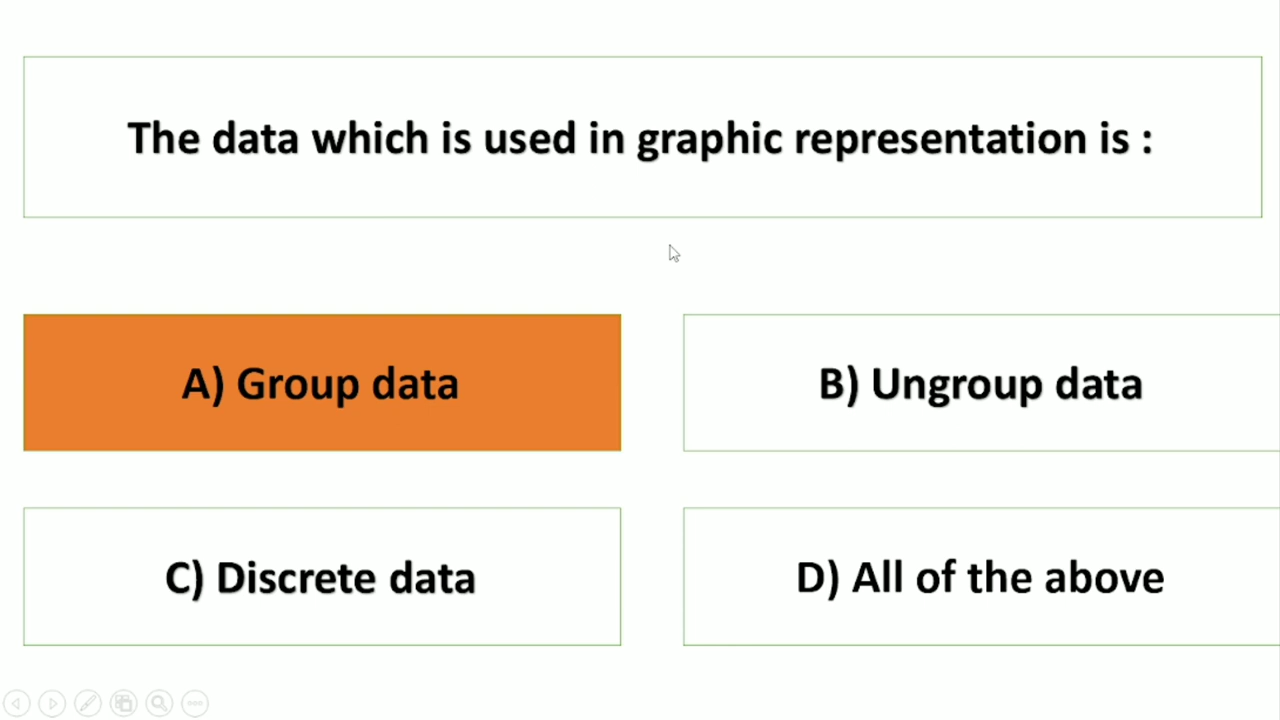 The data which is used in graphic representation is :
A) Group data
B) Ungroup data
C) Discrete data
D) All of the above